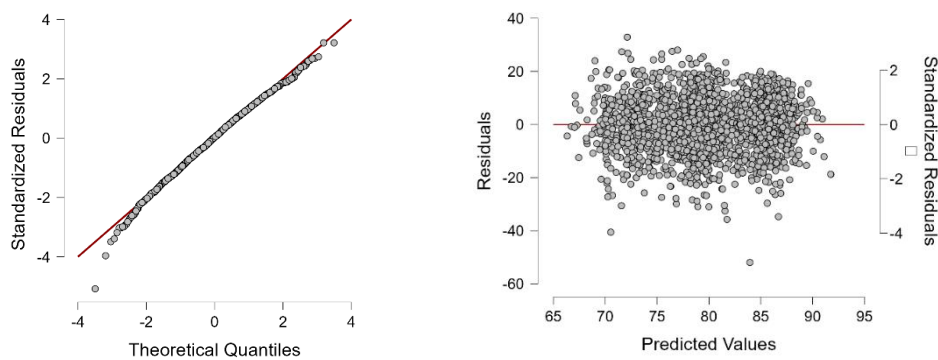 4
2
0
-2
-4
Standardized Residuals
-4 -2 0 2 4
Theoretical Quantiles
40
20
0
-20
-40
-60
Residuals
2
0
-2
-4
Standardized Residuals
65 70 75 80 85 90 95
Predicted Values